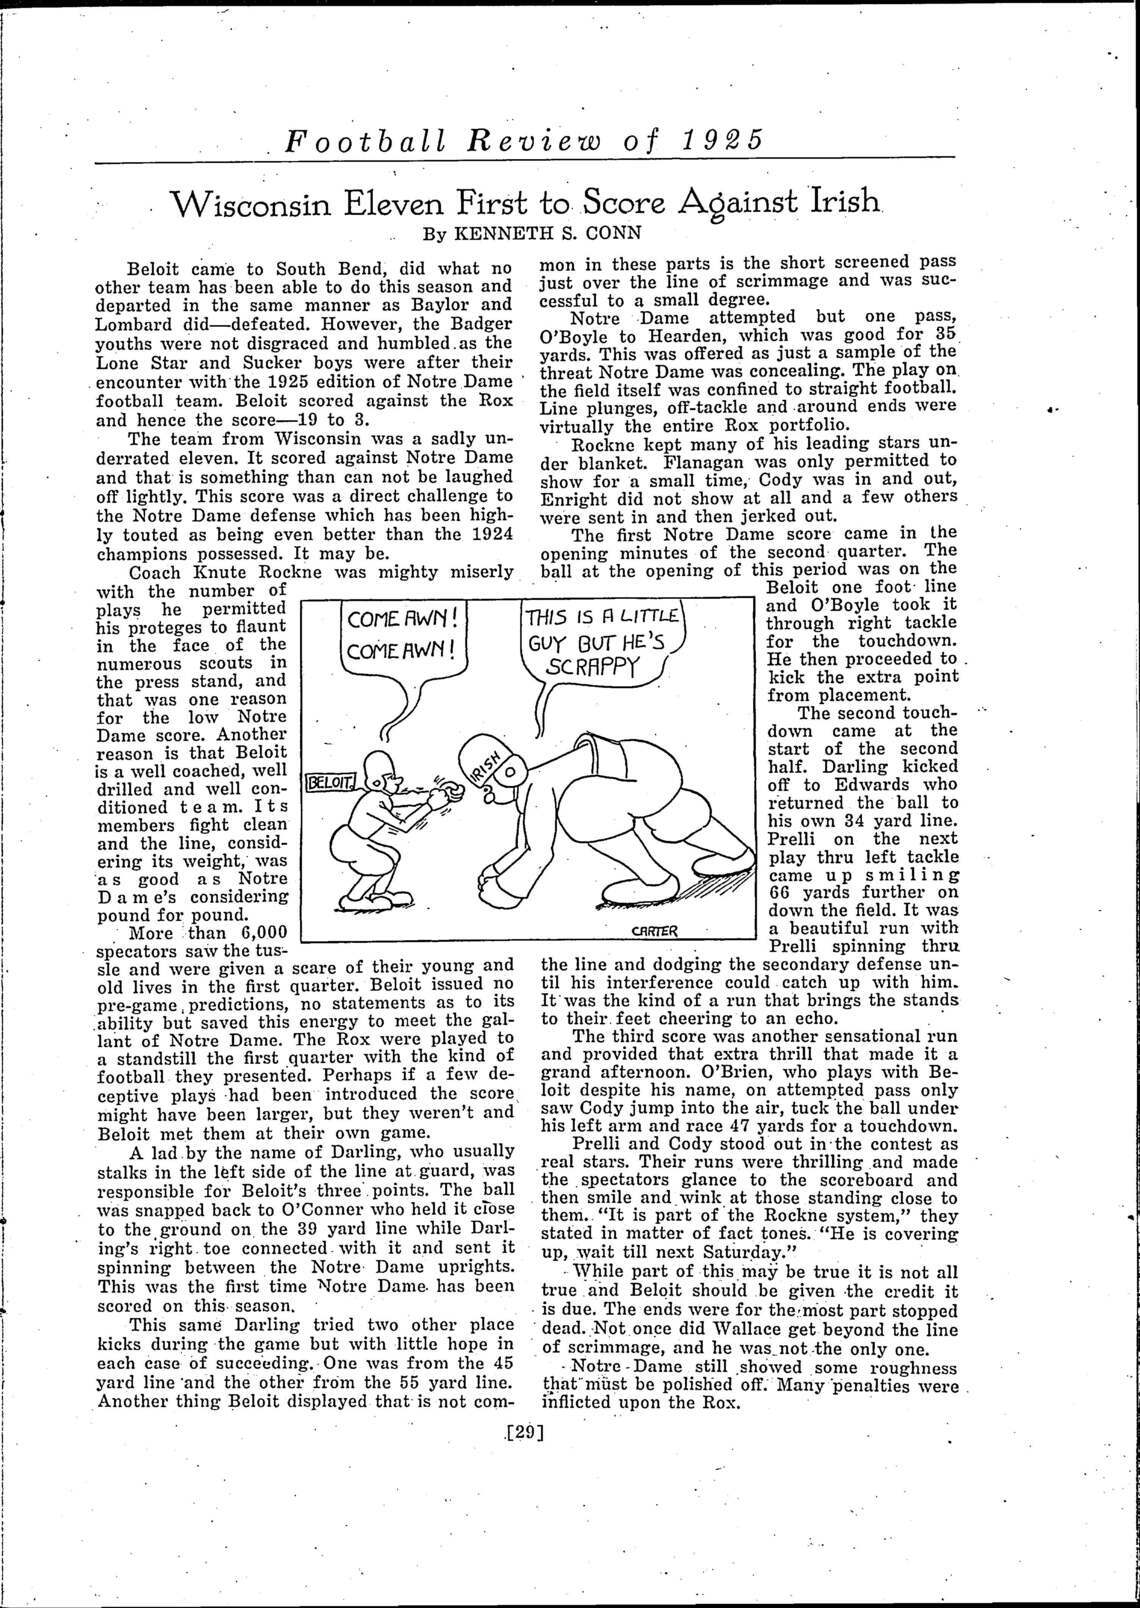 Football Review of 1925
Wisconsin Eleven First to Score Against Irish
By KENNETH S. CONN
Beloit came to South Bend, did what no
other team has been able to do this season and
departed in the same manner as Baylor and
Lombard did—defeated. However, the Badger
youths were not disgraced and humbled as the
Lone Star and Sucker boys were after their
encounter with the 1925 edition of Notre Dame
football team. Beloit scored against the Rox
and hence the score—19 to 3.
The team from Wisconsin was a sadly un-
derrated eleven. It scored against Notre Dame
and that is something than can not be laughed
off lightly. This score was a direct challenge to
the Notre Dame defense which has been high-
ly touted as being even better than the 1924
champions possessed. It may be.
Coach Knute Rockne was mighty miserly
with the number of
plays he permitted
his proteges to flaunt
in the face of the
numerous scouts in
the press stand, and
that was one reason
for the low Notre
Dame score. Another
reason is that Beloit
is a well coached, well
drilled and well con-
ditioned team. Its
members fight clean
and the line, consid-
ering its weight, was
as good as Notre
Dame's considering
pound for pound.
More than 6,000
specators saw the tus-
sle and were given a scare of their young and
old lives in the first quarter. Beloit issued no
pre-game predictions, no statements as to its
ability but saved this energy to meet the gal-
lant of Notre Dame. The Rox were played to
a standstill the first quarter with the kind of
football they presented. Perhaps if a few de-
ceptive plays had been introduced the score
might have been larger, but they weren't and
Beloit met them at their own game.
A lad by the name of Darling, who usually
stalks in the left side of the line at guard, was
responsible for Beloit's three points. The ball
was snapped back to O'Conner who held it close
to the ground on the 39 yard line while Darl-
ing's right toe connected with it and sent it
spinning between the Notre Dame uprights.
This was the first time Notre Dame has been
scored on this season.
This same Darling tried two other place
kicks during the game but with little hope in
each case of succeeding. One was from the 45
yard line and the other from the 55 yard line.
Another thing Beloit displayed that is not com-
COME AWN!
COME AWN!
THIS IS A LITTLE
GUY BUT HE'S
SCRAPPY
BELOIT
IRISH
CARTER
mon in these parts is the short screened pass
just over the line of scrimmage and was suc-
cessful to a small degree.
Notre Dame attempted but one pass,
O'Boyle to Hearden, which was good for 35
yards. This was offered as just a sample of the
threat Notre Dame was concealing. The play on
the field itself was confined to straight football.
Line plunges, off-tackle and around ends were
virtually the entire Rox portfolio.
Rockne kept many of his leading stars un-
der blanket. Flanagan was only permitted to
show for a small time, Cody was in and out,
Enright did not show at all and a few others
were sent in and then jerked out.
The first Notre Dame score came in the
opening minutes of the second quarter. The
ball at the opening of this period was on the
Beloit one foot line
and O'Boyle took it
through right tackle
for the touchdown.
He then proceeded to
kick the extra point
from placement.
The second touch-
down came at the
start of the second
half. Darling kicked
off to Edwards who
returned the ball to
his own 34 yard line.
Prelli on the next
play thru left tackle
came up smiling
66 yards further on
down the field. It was
a beautiful run with
Prelli spinning thru
the line and dodging the secondary defense un-
til his interference could catch up with him.
It was the kind of a run that brings the stands
to their feet cheering to an echo.
The third score was another sensational run
and provided that extra thrill that made it a
grand afternoon. O'Brien, who plays with Be-
loit despite his name, on attempted pass only
saw Cody jump into the air, tuck the ball under
his left arm and race 47 yards for a touchdown.
Prelli and Cody stood out in the contest as
real stars. Their runs were thrilling and made
the spectators glance to the scoreboard and
then smile and wink at those standing close to
them. "It is part of the Rockne system," they
stated in matter of fact tones. "He is covering
up, wait till next Saturday."
While part of this may be true it is not all
true and Beloit should be given the credit it
is due. The ends were for the most part stopped
dead. Not once did Wallace get beyond the line
of scrimmage, and he was not the only one.
Notre Dame still showed some roughness
that must be polished off. Many penalties were
inflicted upon the Rox.
[29]